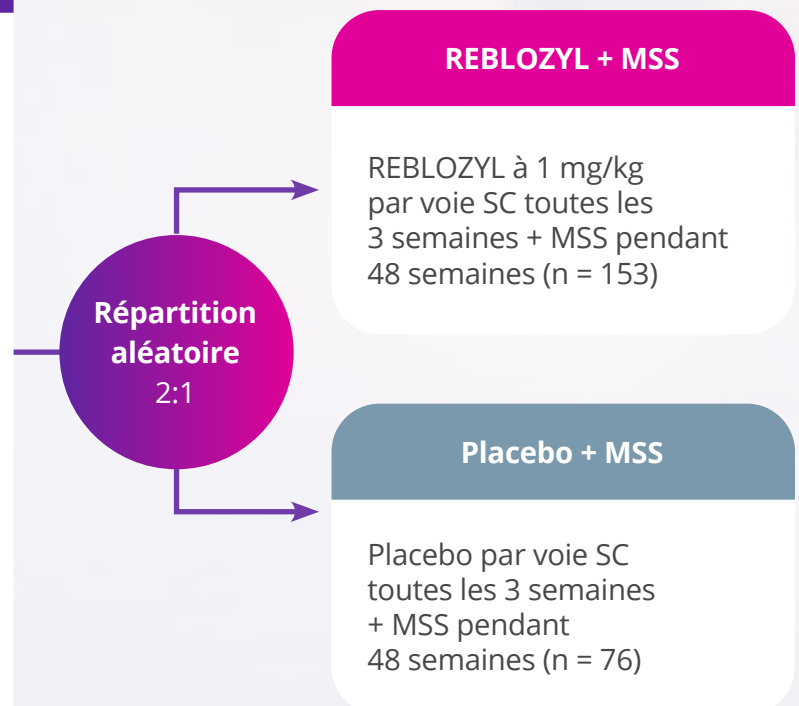 REBLOZYL + MSS
REBLOZYL à 1 mg/kg
par voie SC toutes les
3 semaines + MSS pendant
48 semaines (n = 153)
Répartition
aléatoire
2:1
Placebo + MSS
Placebo par voie SC
toutes les 3 semaines
+ MSS pendant
48 semaines (n = 76)